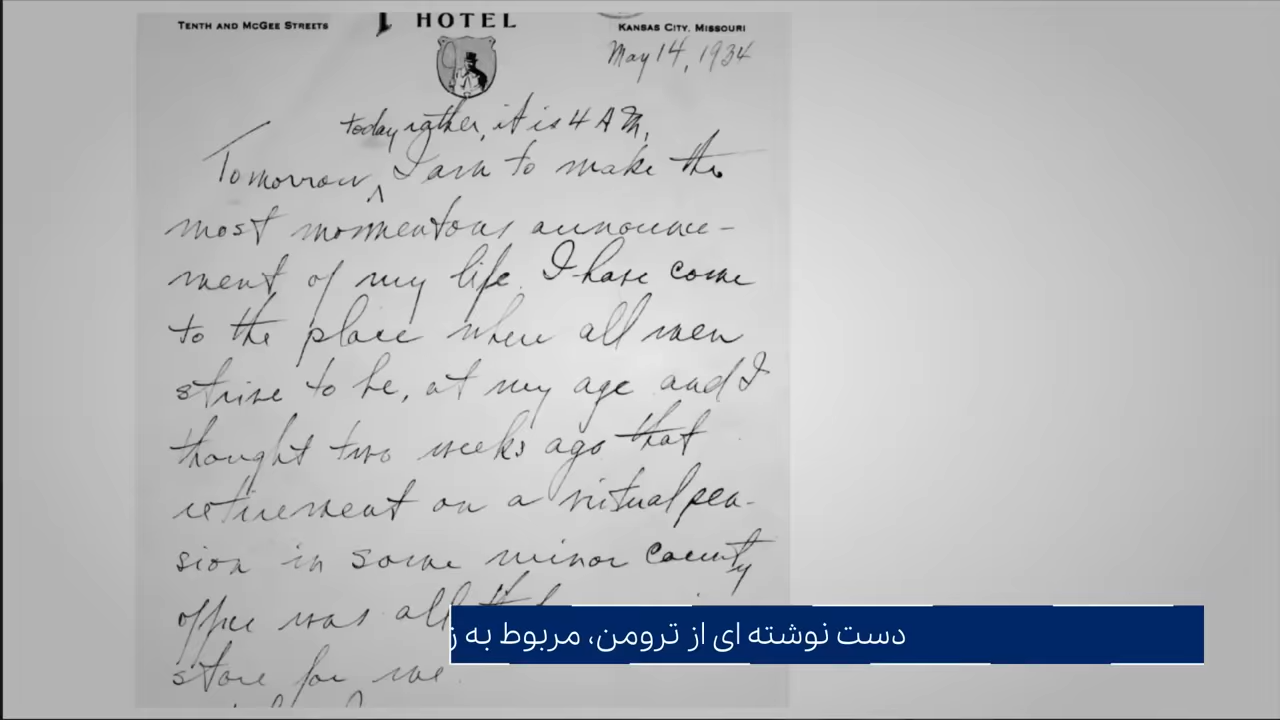 HOTEL
TENTH AND MCGEE STREETS
KANSAS CITY, MISSOURI
May 14, 1934
today rather, it is 4 A.M.
Tomorrow, I am to make the
most momentous announce-
ment of my life. I have come
to the place where all men
strive to be, at my age and I
thought two weeks ago that
retirement on a virtual pen-
sion in some minor county
office was all
store for me.
دست نوشته ای از ترومن، مربوط به ز